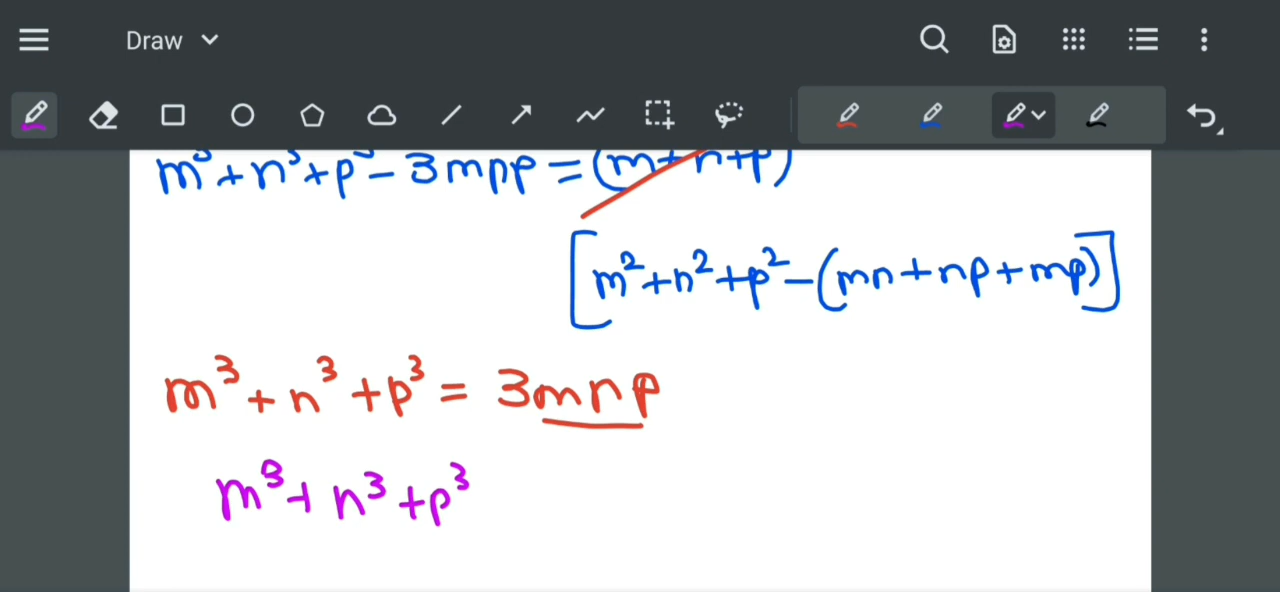 Draw
m³+n³+p³-3mnp=(m+n+p)
[m²+n²+p²-(mn+np+mp)]
m³+n³+p³=3mnp
m³+n³+p³